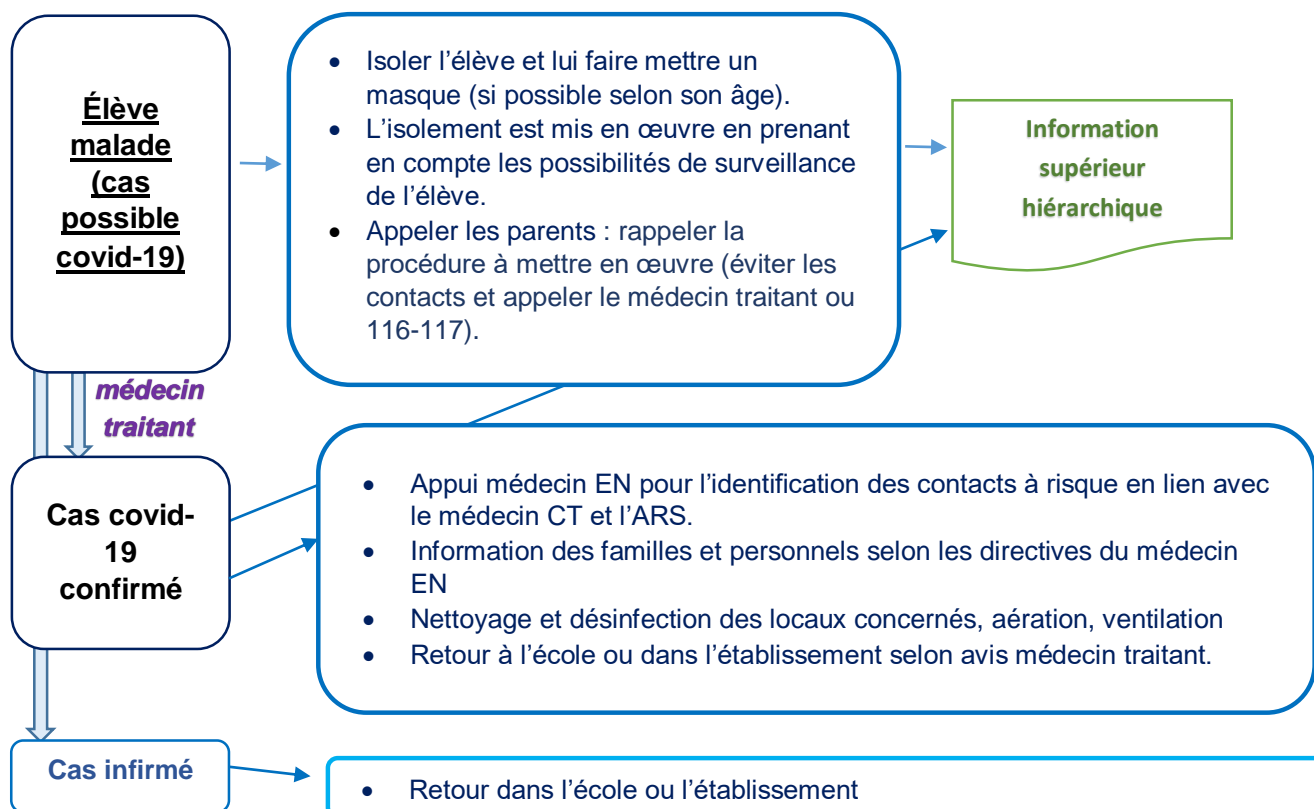 Élève
malade
(cas
possible
covid-19)
• Isoler l’élève et lui faire mettre un
masque (si possible selon son âge).
• L’isolement est mis en œuvre en prenant
en compte les possibilités de surveillance
de l’élève.
• Appeler les parents : rappeler la
procédure à mettre en œuvre (éviter les
contacts et appeler le médecin traitant ou
116-117).
Information
supérieur
hiérarchique
médecin
traitant
Cas covid-
19
confirmé
• Appui médecin EN pour l’identification des contacts à risque en lien avec
le médecin CT et l’ARS.
• Information des familles et personnels selon les directives du médecin
EN
• Nettoyage et désinfection des locaux concernés, aération, ventilation
• Retour à l’école ou dans l’établissement selon avis médecin traitant.
Cas infirmé
• Retour dans l’école ou l’établissement